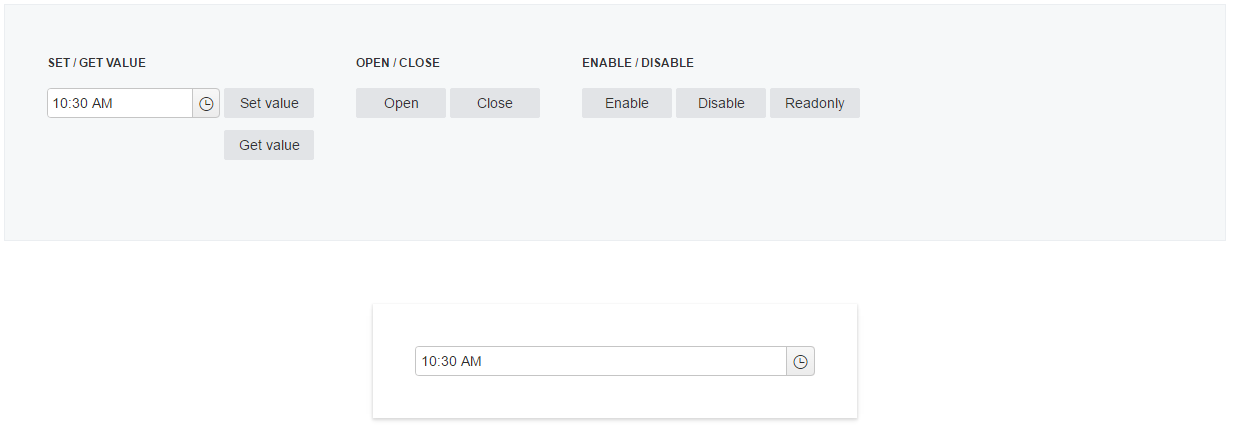 SET / GET VALUE
10:30 AM
Set value
Get value
OPEN / CLOSE
Open
Close
ENABLE / DISABLE
Enable
Disable
Readonly
10:30 AM